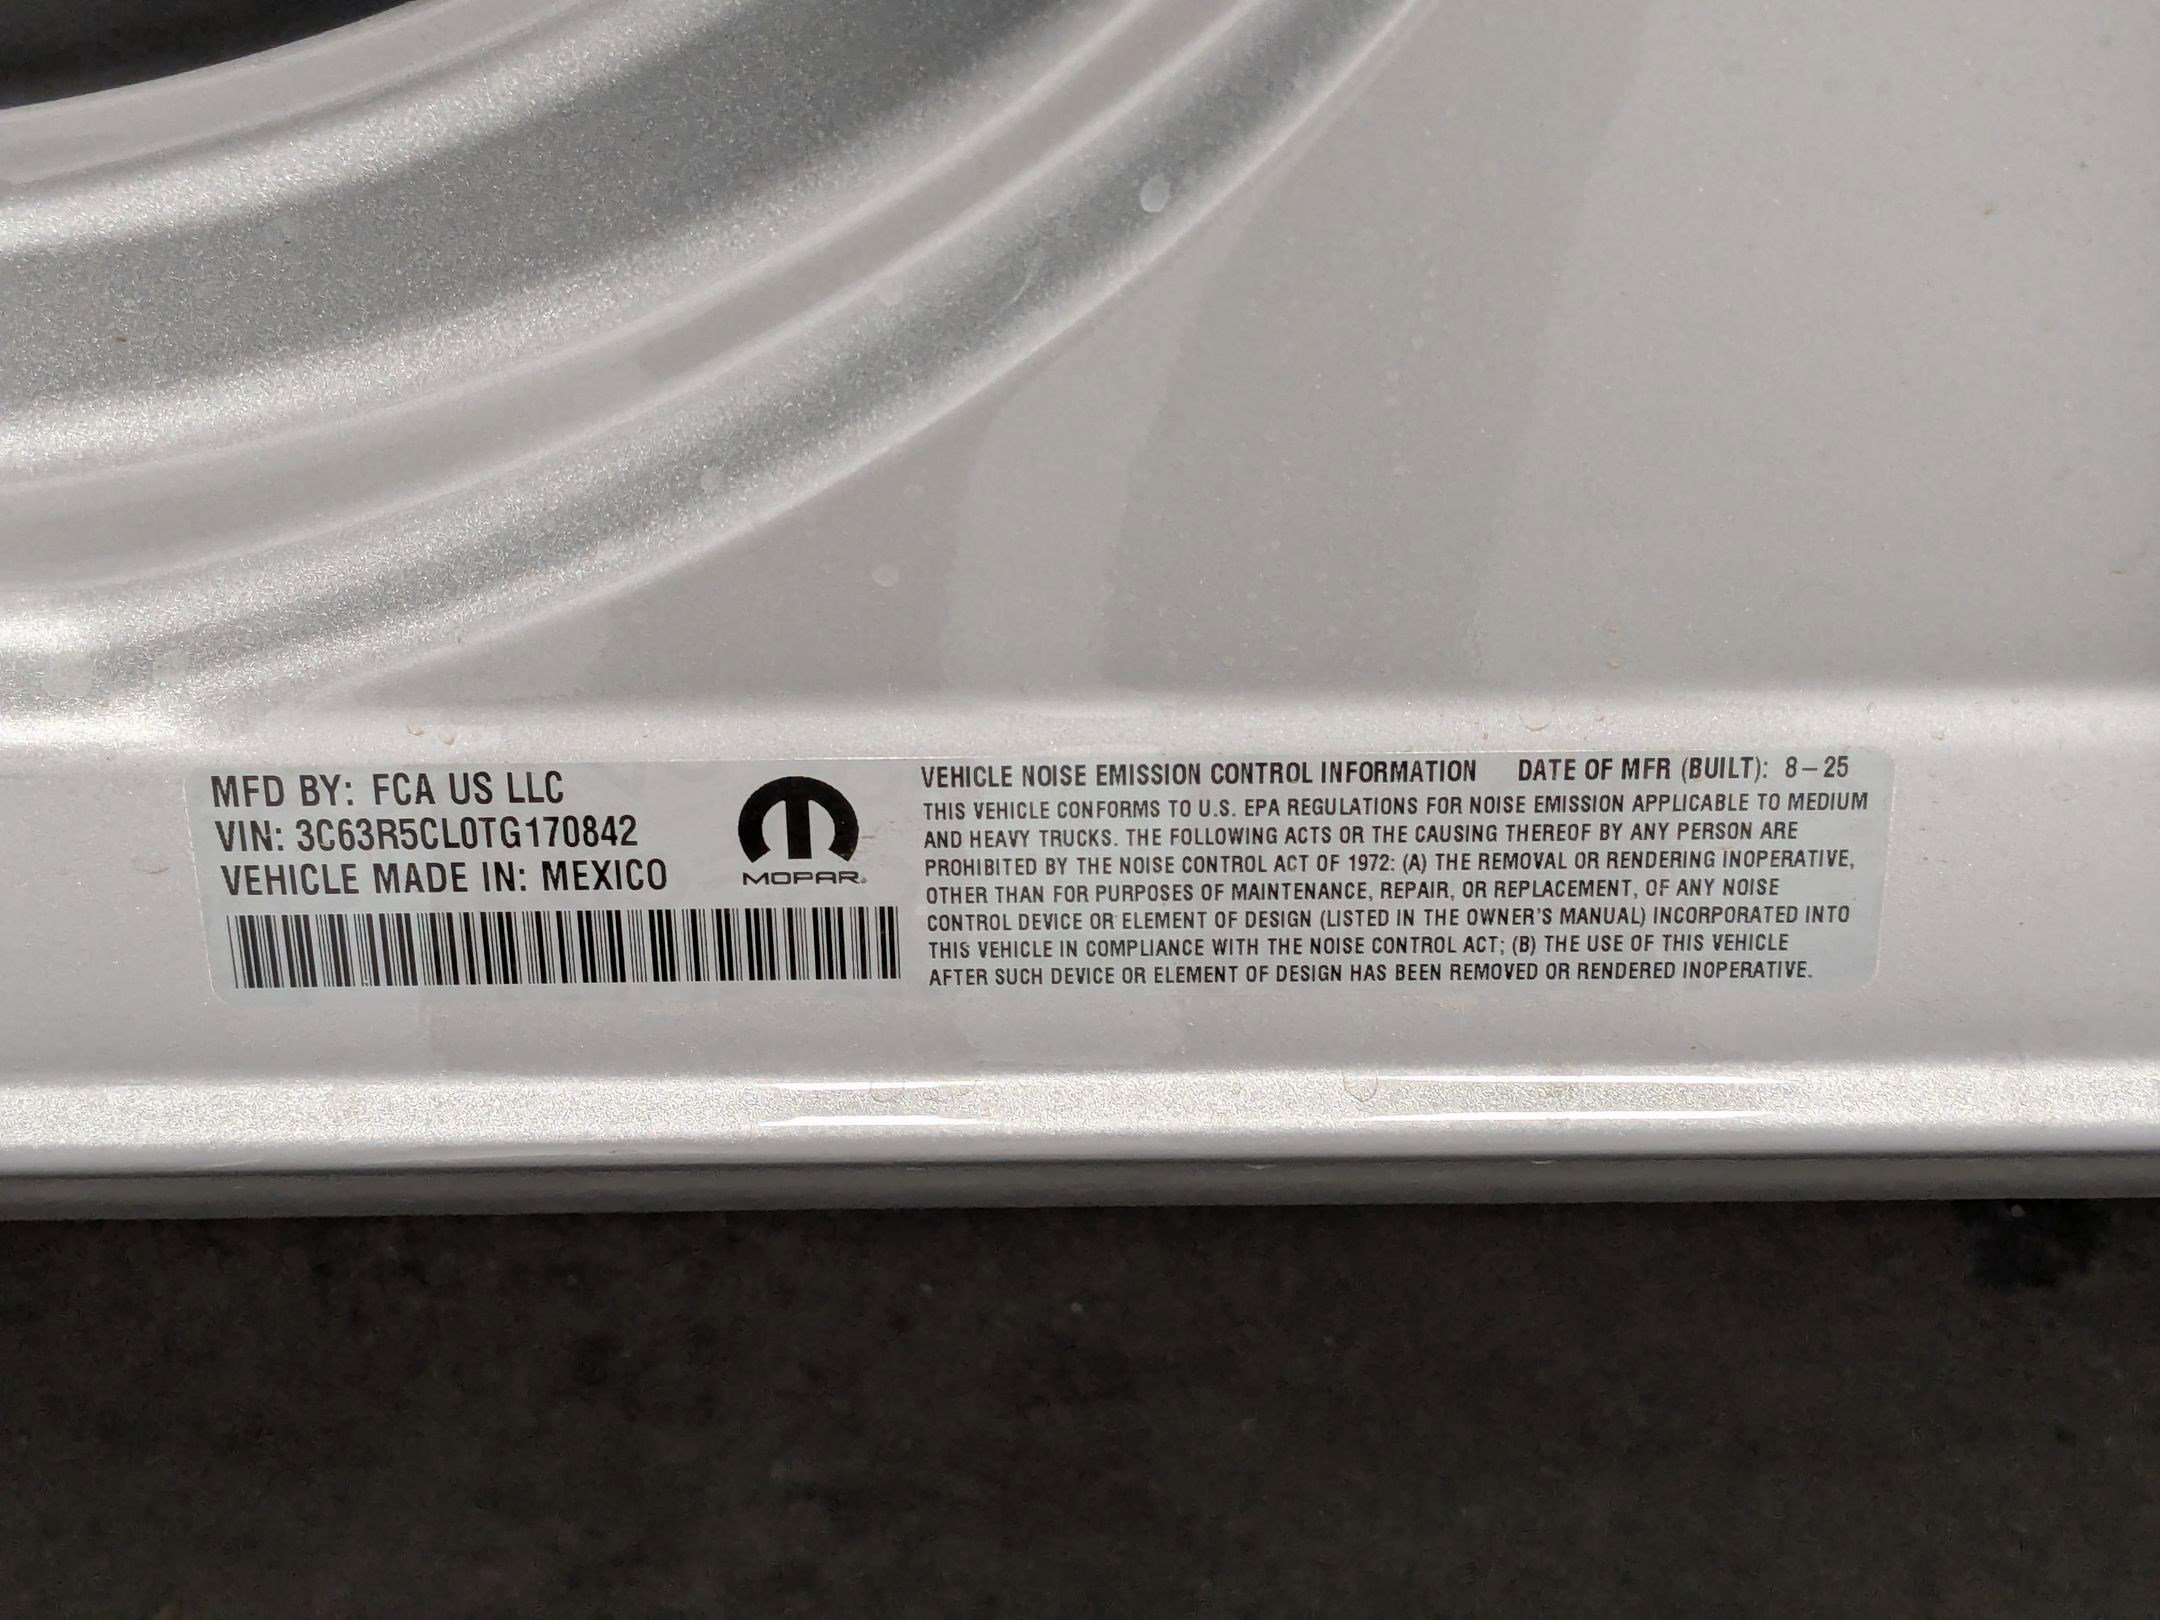 MFD BY: FCA US LLC
VIN: 3C63R5CL0TG170842
VEHICLE MADE IN: MEXICO
MOPAR®
VEHICLE NOISE EMISSION CONTROL INFORMATION DATE OF MFR (BUILT): 8-25
THIS VEHICLE CONFORMS TO U.S. EPA REGULATIONS FOR NOISE EMISSION APPLICABLE TO MEDIUM
AND HEAVY TRUCKS. THE FOLLOWING ACTS OR THE CAUSING THEREOF BY ANY PERSON ARE
PROHIBITED BY THE NOISE CONTROL ACT OF 1972: (A) THE REMOVAL OR RENDERING INOPERATIVE,
OTHER THAN FOR PURPOSES OF MAINTENANCE, REPAIR, OR REPLACEMENT, OF ANY NOISE
CONTROL DEVICE OR ELEMENT OF DESIGN (LISTED IN THE OWNER'S MANUAL) INCORPORATED INTO
THIS VEHICLE IN COMPLIANCE WITH THE NOISE CONTROL ACT; (B) THE USE OF THIS VEHICLE
AFTER SUCH DEVICE OR ELEMENT OF DESIGN HAS BEEN REMOVED OR RENDERED INOPERATIVE.